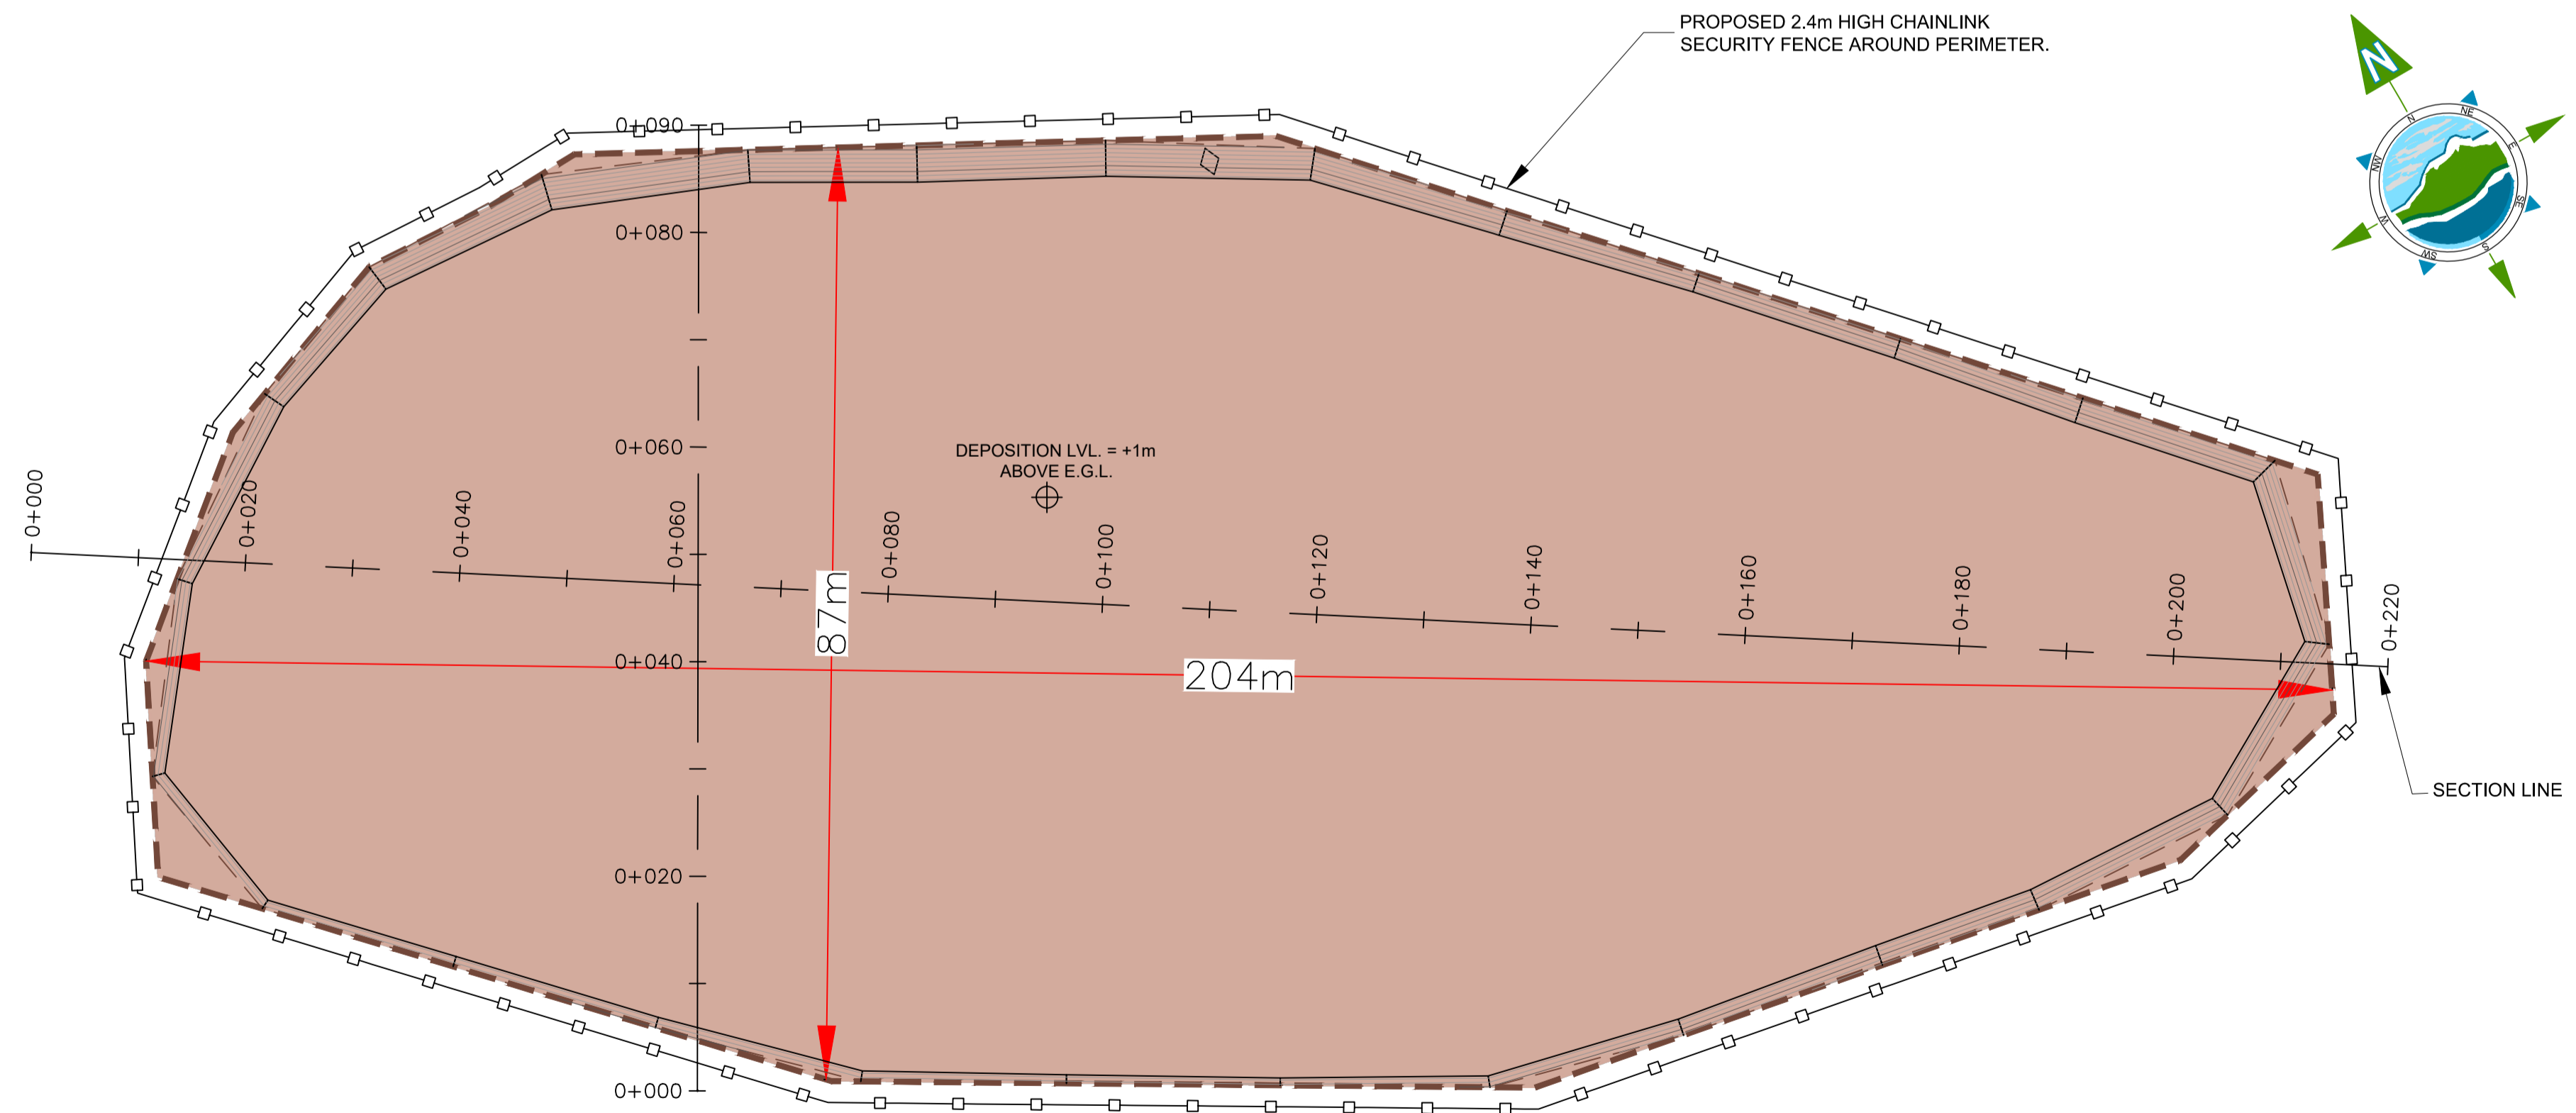 PROPOSED 2.4m HIGH CHAINLINK
SECURITY FENCE AROUND PERIMETER.
N
N
NE
E
SE
S
SW
W
NW
0+090
0+080
0+060
0+040
0+020
0+000
DEPOSITION LVL. = +1m
ABOVE E.G.L.
0+000
0+020
0+040
0+060
0+080
0+100
0+120
0+140
0+160
0+180
0+200
0+220
87m
204m
SECTION LINE